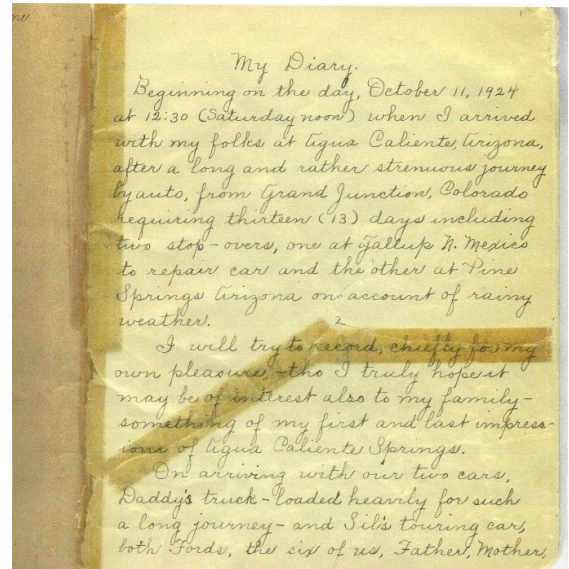 My Diary.
Beginning on the day, October 11, 1924
at 12:30 (Saturday noon) when I arrived
with my folks at Agua Caliente, Arizona,
after a long and rather strenuous journey
by auto, from Grand Junction, Colorado
requiring thirteen (13) days including
two stop-overs, one at Gallup N. Mexico
to repair car and the other at Pine
Springs Arizona on account of rainy
weather.
2
I will try to record, chiefly for my
own pleasure, -tho I truly hope it
may be of interest also to my family-
something of my first and last impress-
ions of Agua Caliente Springs.
On arriving with our two cars,
Daddy's truck - loaded heavily for such
a long journey - and Sib's touring car,
both Fords, the six of us, Father, Mother,